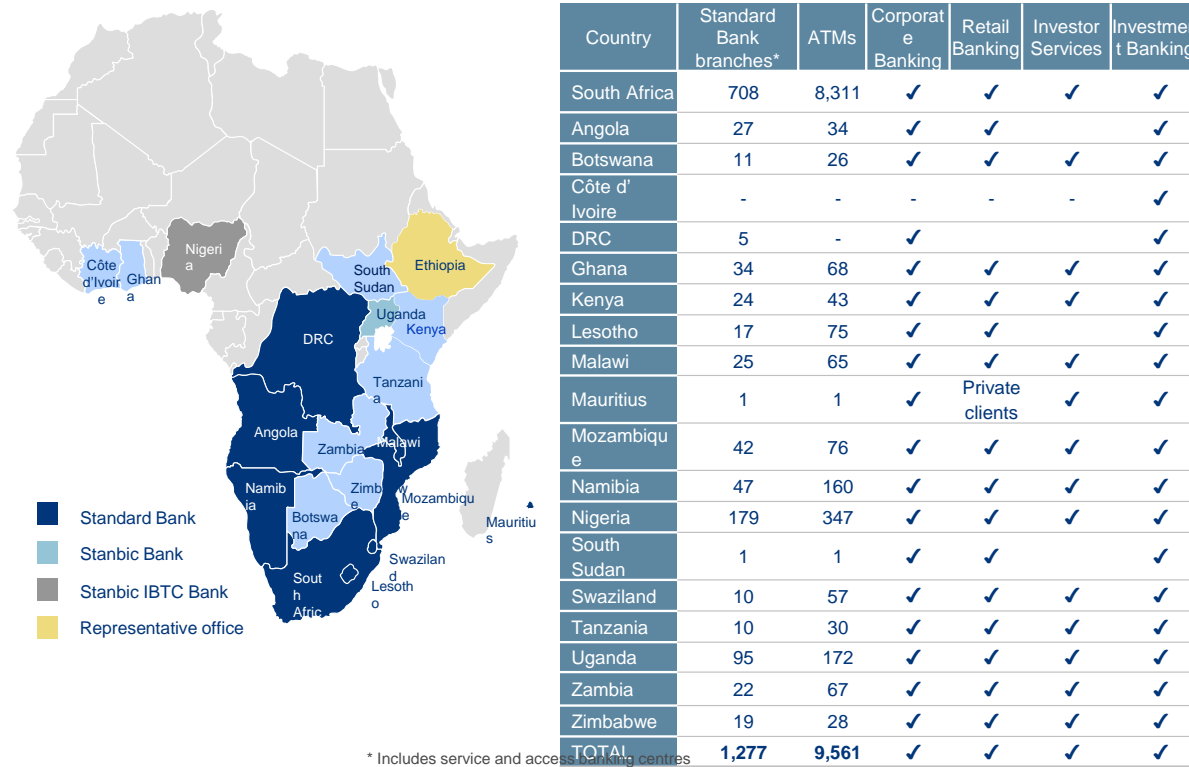 Nigeri
a
Côte
d'Ivoir
e
Ghan
a
South
Sudan
Ethiopia
Uganda
Kenya
DRC
Tanzani
a
Angola
Zambia
Malawi
Namib
ia
Zimbabw
e
Mozambiqu
e
Botswa
na
Mauritiu
s
Swazilan
d
Lesoth
o
Sout
h
Afric
Standard Bank
Stanbic Bank
Stanbic IBTC Bank
Representative office
Country Standard Bank branches* ATMs Corporat e Banking Retail Banking Investor Services Investmen t Banking
South Africa 708 8,311 ✓ ✓ ✓ ✓
Angola 27 34 ✓ ✓ ✓
Botswana 11 26 ✓ ✓ ✓ ✓
Côte d' Ivoire - - - - - ✓
DRC 5 - ✓ ✓
Ghana 34 68 ✓ ✓ ✓ ✓
Kenya 24 43 ✓ ✓ ✓ ✓
Lesotho 17 75 ✓ ✓ ✓
Malawi 25 65 ✓ ✓ ✓ ✓
Mauritius 1 1 ✓ Private clients ✓ ✓
Mozambiqu e 42 76 ✓ ✓ ✓ ✓
Namibia 47 160 ✓ ✓ ✓ ✓
Nigeria 179 347 ✓ ✓ ✓ ✓
South Sudan 1 1 ✓ ✓ ✓
Swaziland 10 57 ✓ ✓ ✓ ✓
Tanzania 10 30 ✓ ✓ ✓ ✓
Uganda 95 172 ✓ ✓ ✓ ✓
Zambia 22 67 ✓ ✓ ✓ ✓
Zimbabwe 19 28 ✓ ✓ ✓ ✓
TOTAL 1,277 9,561 ✓ ✓ ✓ ✓
* Includes service and access banking centres